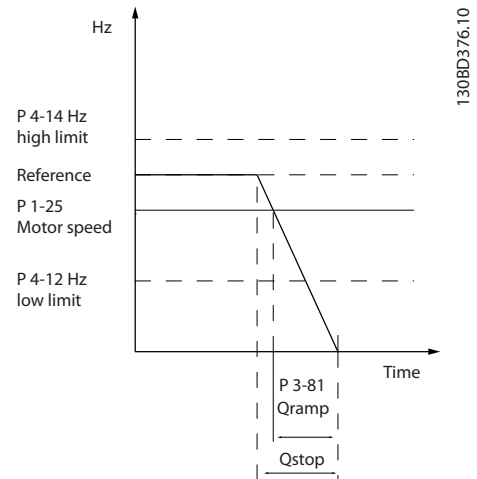 Hz
130BD376.10
P 4-14 Hz
high limit
Reference
P 1-25
Motor speed
P 4-12 Hz
low limit
Time
P 3-81
Qramp
Qstop